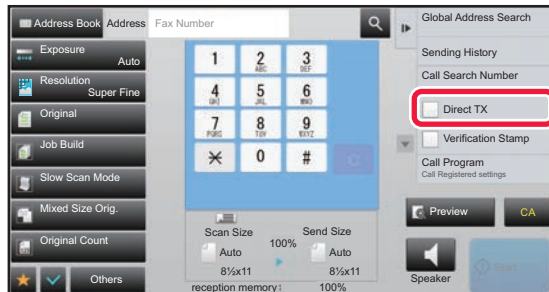 Address Book
Address
Fax Number
Global Address Search
Exposure
Auto
Resolution
Super Fine
Original
Job Build
Slow Scan Mode
Mixed Size Orig.
Original Count
Others
1
2
ABC
3
DEF
4
GHI
5
JKL
6
MNO
7
PQRS
8
TUV
9
WXYZ
0
#
C
Scan Size
Auto
8½x11
100%
Send Size
Auto
8½x11
reception memory:
100%
Sending History
Call Search Number
Direct TX
Verification Stamp
Call Program
Call Registered settings
Preview
CA
Speaker
Start